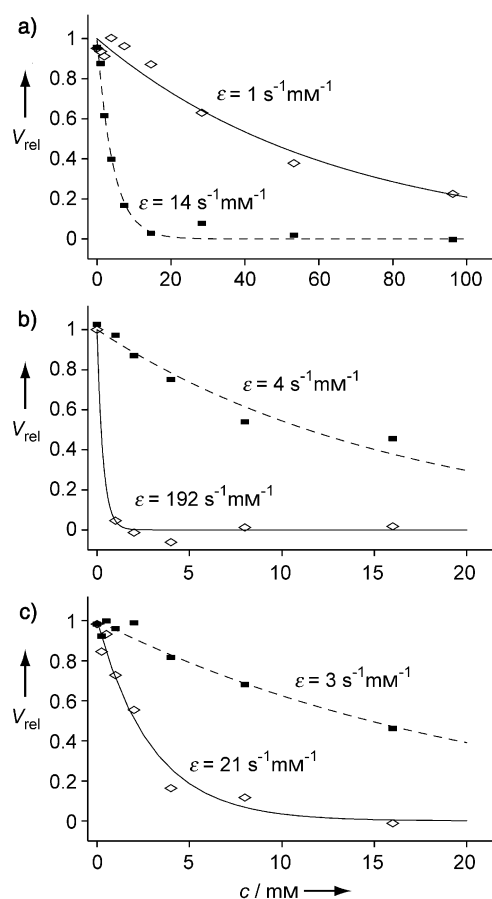 a)
1
0.8
0.6
0.4
0.2
0
V rel
ε = 1 s⁻¹mM⁻¹
ε = 14 s⁻¹mM⁻¹
0 20 40 60 80 100
b)
1
0.8
0.6
0.4
0.2
0
V rel
ε = 4 s⁻¹mM⁻¹
ε = 192 s⁻¹mM⁻¹
0 5 10 15 20
c)
1
0.8
0.6
0.4
0.2
0
V rel
ε = 3 s⁻¹mM⁻¹
ε = 21 s⁻¹mM⁻¹
0 5 10 15 20
c / mM